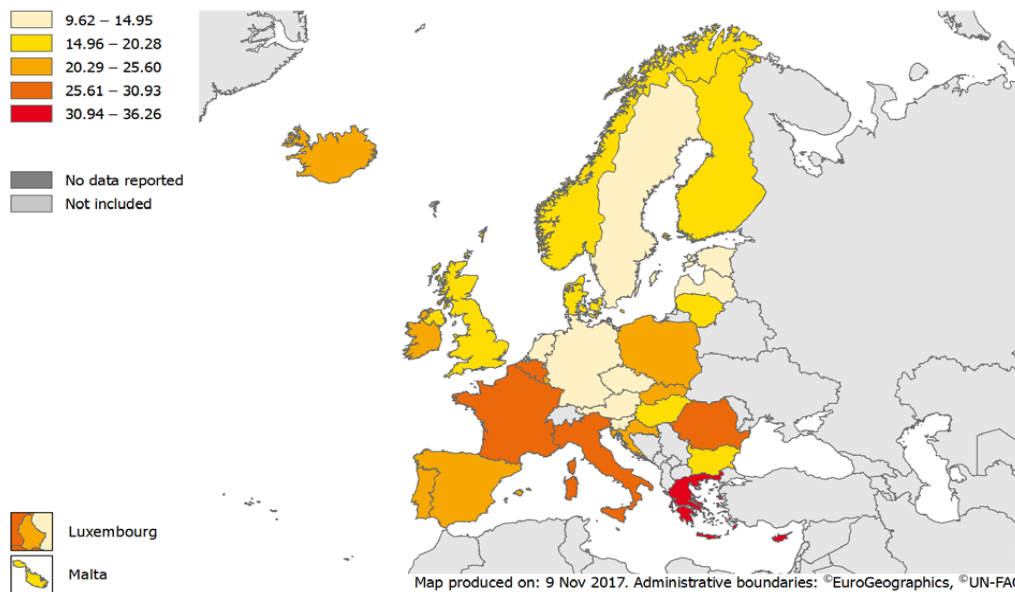 9.62 – 14.95
14.96 – 20.28
20.29 – 25.60
25.61 – 30.93
30.94 – 36.26
No data reported
Not included
Luxembourg
Malta
Map produced on: 9 Nov 2017. Administrative boundaries: ©EuroGeographics, ©UN-FAO